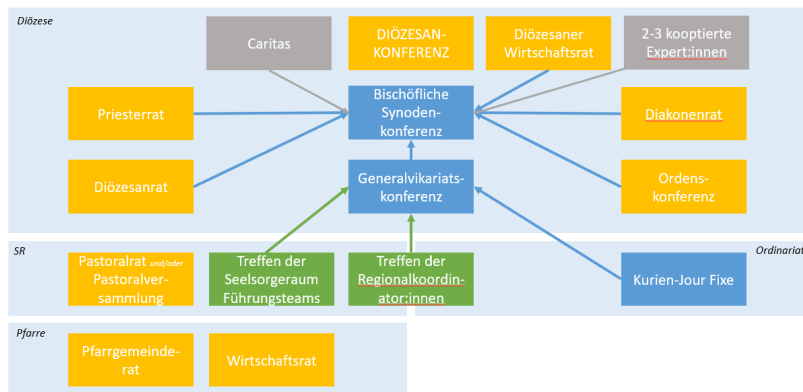 Diözese
Caritas
DIÖZESAN-
KONFERENZ
Diözesaner
Wirtschaftsrat
2-3 kooptierte
Expert:innen
Priesterrat
Bischöfliche
Synoden-
konferenz
Diakonenrat
Diözesanrat
Generalvikariats-
konferenz
Ordens-
konferenz
SR
Ordinariat
Pastoralrat und/oder
Pastoralver-
sammlung
Treffen der
Seelsorgeraum
Führungsteams
Treffen der
Regionalkoordin-
ator:innen
Kurien-Jour Fixe
Pfarre
Pfarrgemeinde-
rat
Wirtschaftsrat